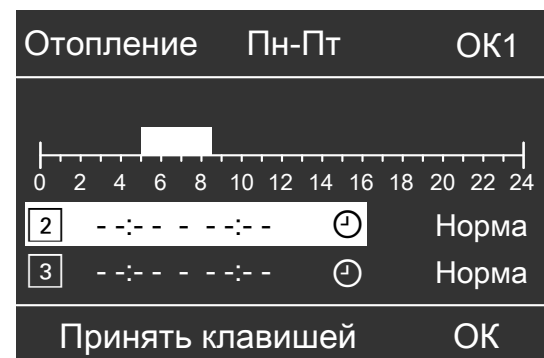 Отопление Пн-Пт ОК1
0 2 4 6 8 10 12 14 16 18 20 22 24
2 - -:- - - - -:- - Норма
3 - -:- - - - -:- - Норма
Принять клавишей ОК